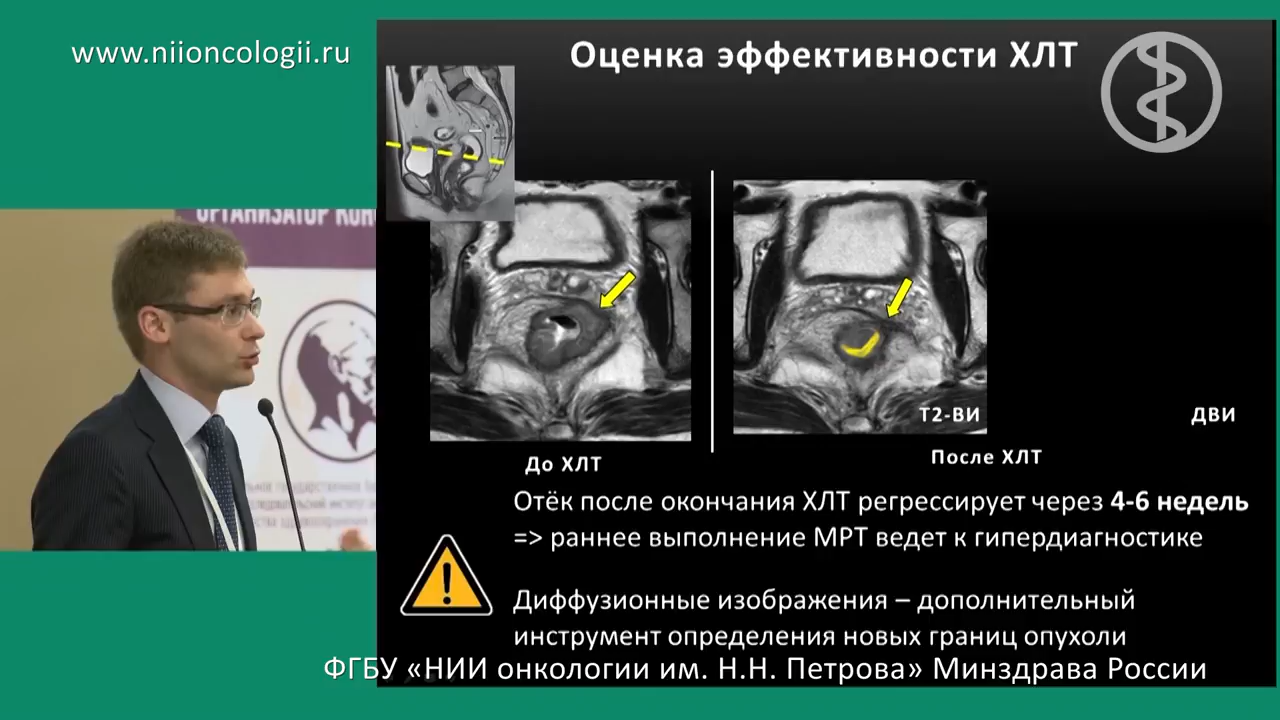 www.niioncologii.ru
Оценка эффективности ХЛТ
ОРГАНИЗАТОР
Т2-ВИ
ДВИ
До ХЛТ
После ХЛТ
Отёк после окончания ХЛТ регрессирует через 4-6 недель
=> раннее выполнение МРТ ведет к гипердиагностике
Диффузионные изображения – дополнительный
инструмент определения новых границ опухоли
ФГБУ «НИИ онкологии им. Н.Н. Петрова» Минздрава России